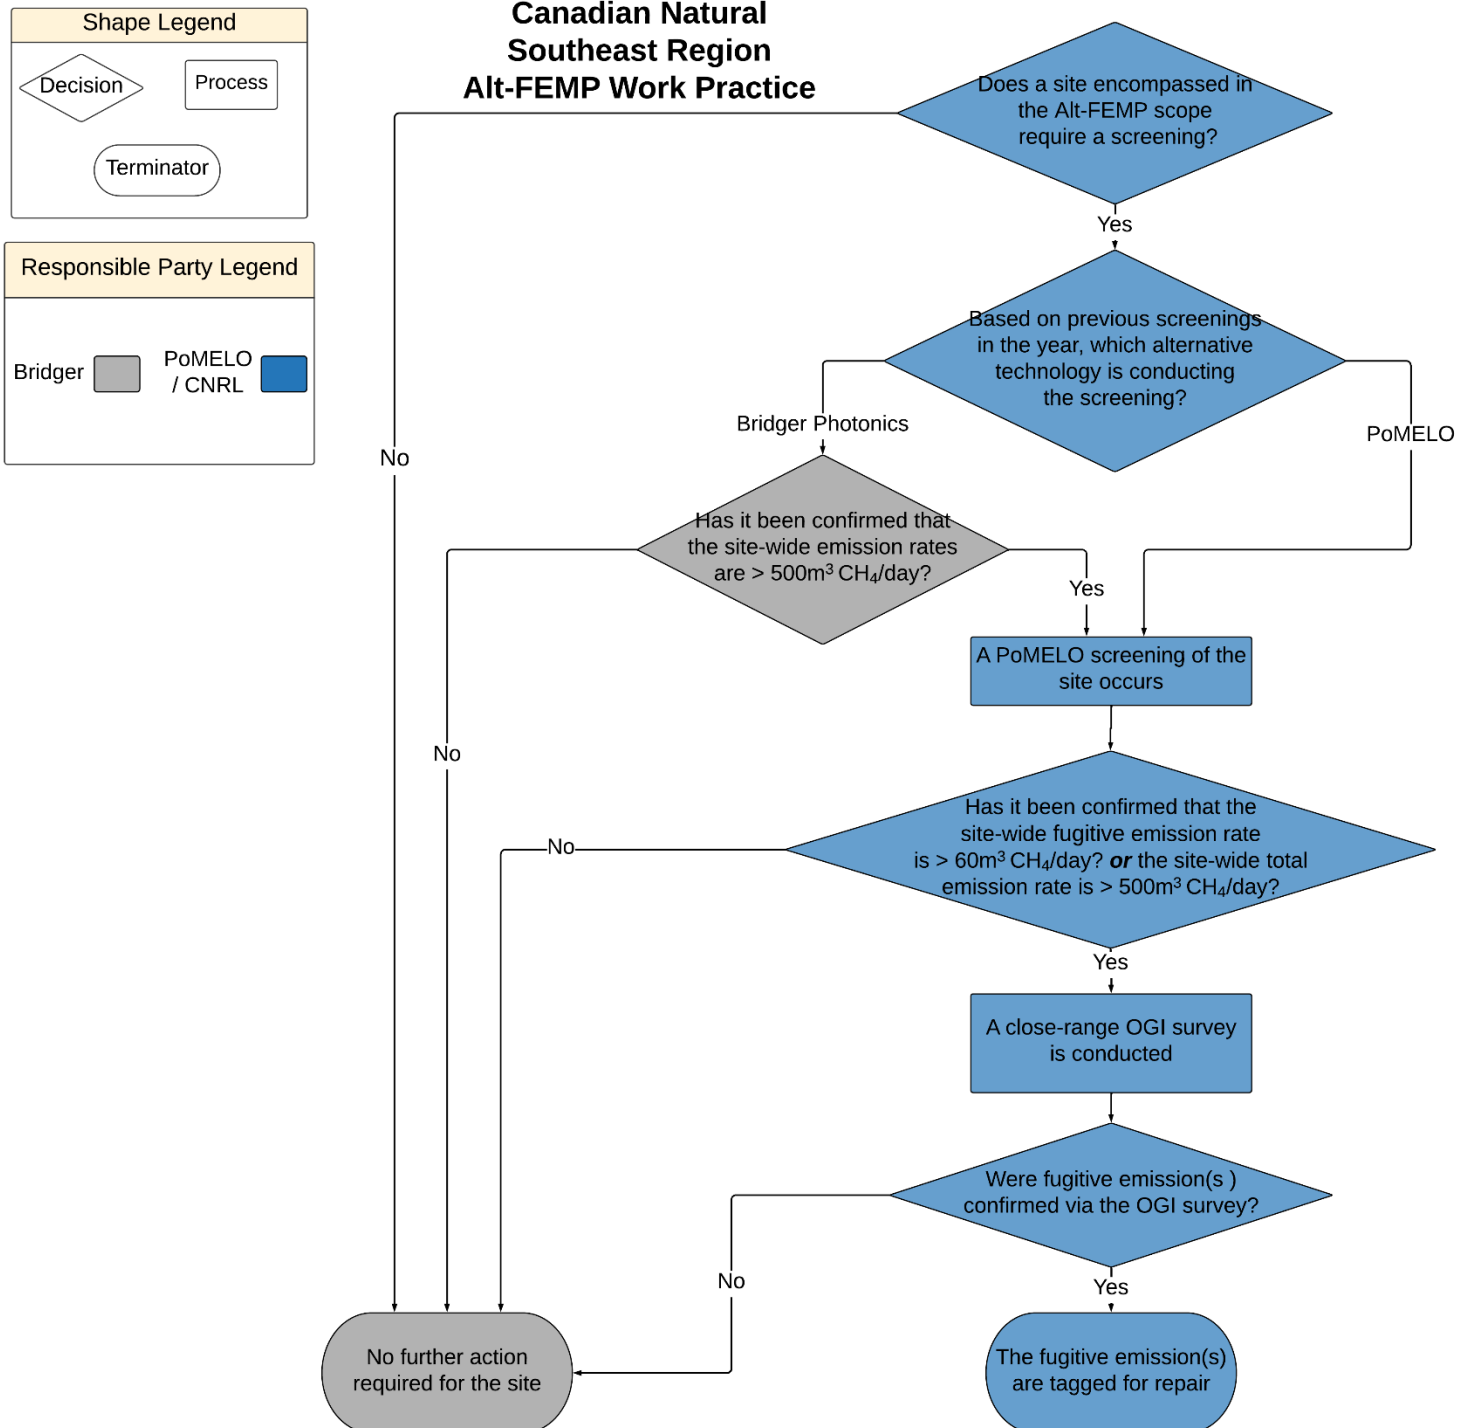 Canadian Natural
Southeast Region
Alt-FEMP Work Practice
Shape Legend
Decision
Process
Terminator
Responsible Party Legend
Bridger
PoMELO
/ CNRL
Does a site encompassed in
the Alt-FEMP scope
require a screening?
Yes
No
Based on previous screenings
in the year, which alternative
technology is conducting
the screening?
Bridger Photonics
PoMELO
Has it been confirmed that
the site-wide emission rates
are > 500m³ CH₄/day?
Yes
No
A PoMELO screening of the
site occurs
Has it been confirmed that the
site-wide fugitive emission rate
is > 60m³ CH₄/day? or the site-wide total
emission rate is > 500m³ CH₄/day?
No
Yes
A close-range OGI survey
is conducted
Were fugitive emission(s )
confirmed via the OGI survey?
No
Yes
No further action
required for the site
The fugitive emission(s)
are tagged for repair